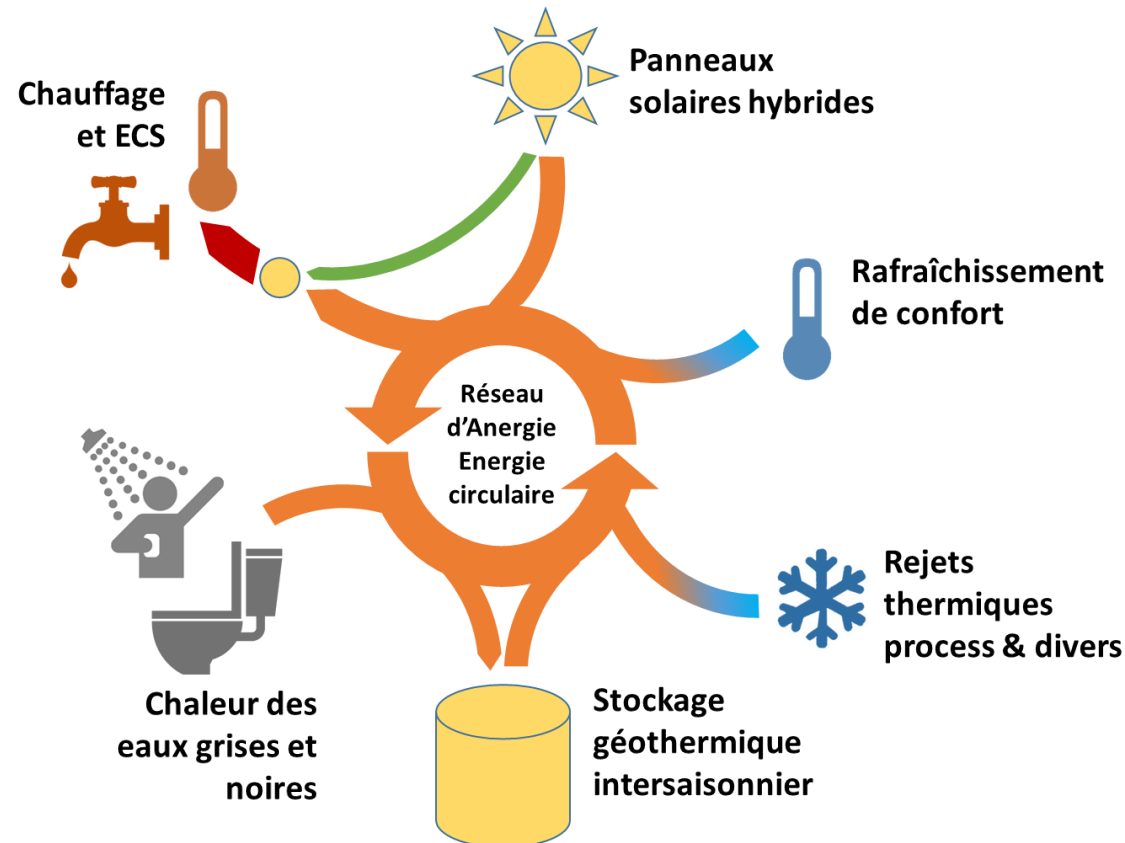 Panneaux
solaires hybrides
Chauffage
et ECS
Rafraîchissement
de confort
Réseau
d'Anergie
Energie
circulaire
Rejets
thermiques
process & divers
Chaleur des
eaux grises et
noires
Stockage
géothermique
intersaisonnier